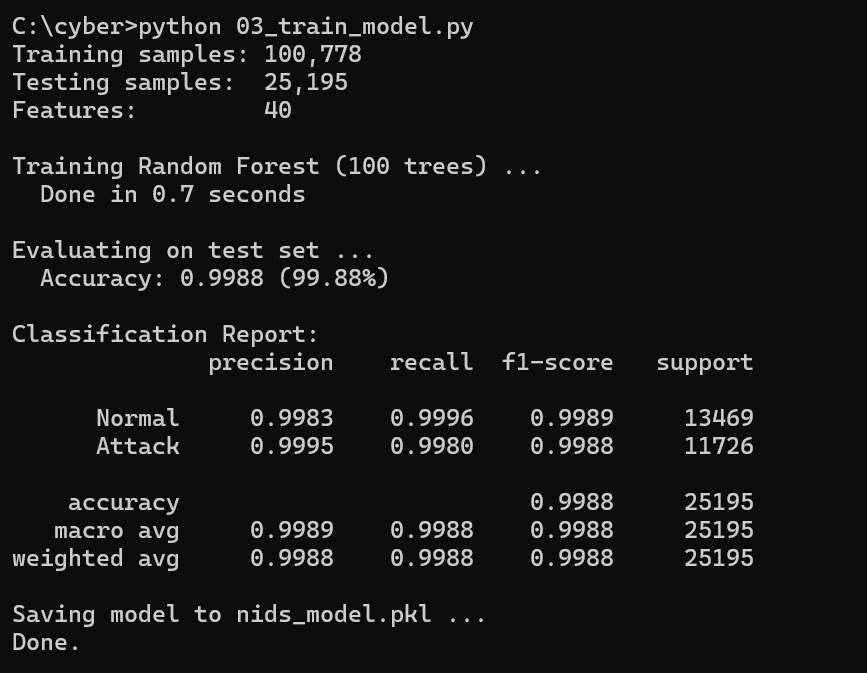 C:\cyber>python 03_train_model.py
Training samples: 100,778
Testing samples:  25,195
Features:         40
Training Random Forest (100 trees) ...
  Done in 0.7 seconds
Evaluating on test set ...
  Accuracy: 0.9988 (99.88%)
Classification Report:
              precision    recall  f1-score   support
      Normal     0.9983    0.9996    0.9989     13469
      Attack     0.9995    0.9980    0.9988     11726
    accuracy                         0.9988     25195
   macro avg     0.9989    0.9988    0.9988     25195
weighted avg     0.9988    0.9988    0.9988     25195
Saving model to nids_model.pkl ...
Done.